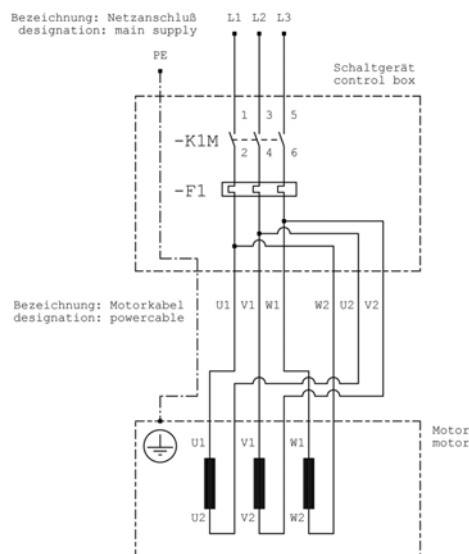 Bezeichnung: Netzanschluß
designation: main supply
L1 L2 L3
PE
Schaltgerät
control box
1 3 5
-K1M
2 4 6
-F1
Bezeichnung: Motorkabel
designation: powercable
U1 V1 W1 W2 U2 V2
Motor
motor
U1 V1 W1
U2 V2 W2